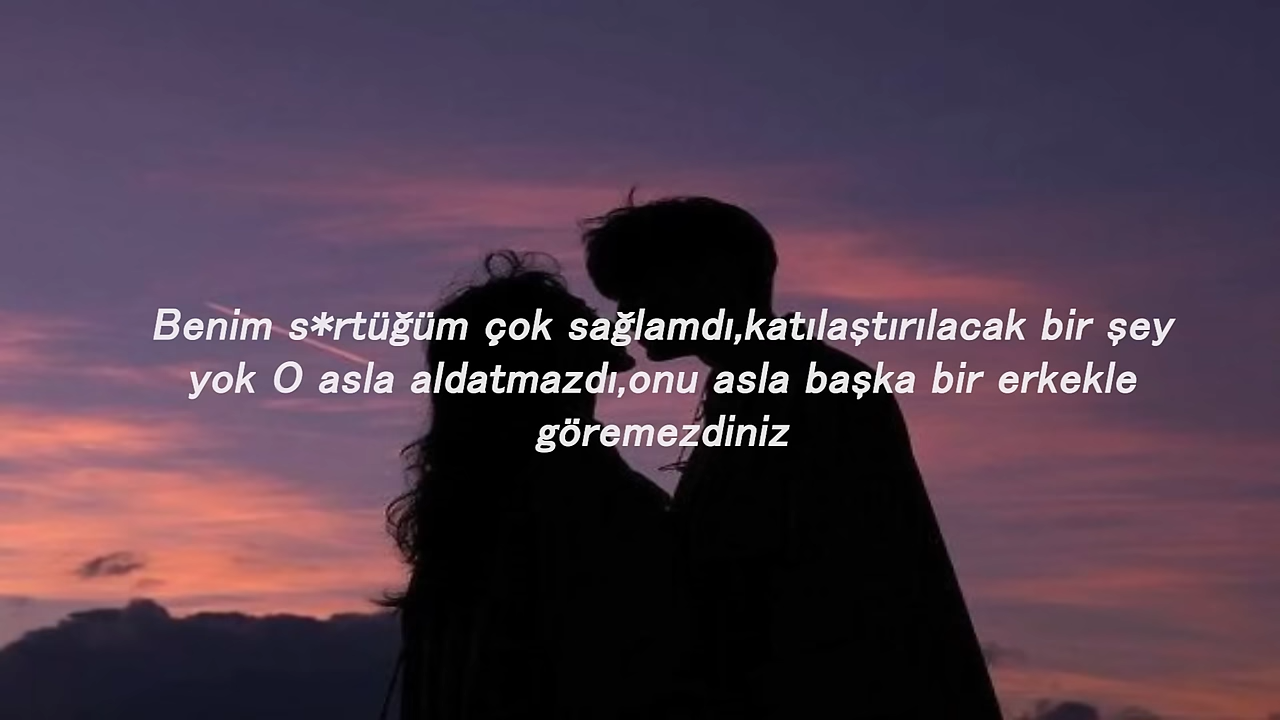 Benim s*rtüğüm çok sağlamdı,katılaştırılacak bir şey
yok O asla aldatmazdı,onu asla başka bir erkekle
göremezdiniz